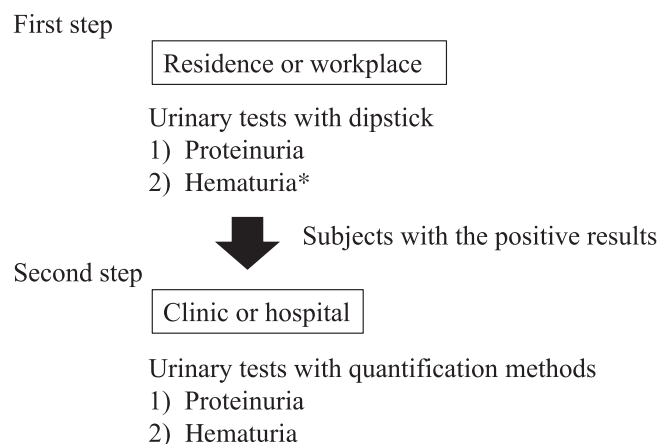 First step
Residence or workplace
Urinary tests with dipstick
1) Proteinuria
2) Hematuria*
Subjects with the positive results
Second step
Clinic or hospital
Urinary tests with quantification methods
1) Proteinuria
2) Hematuria